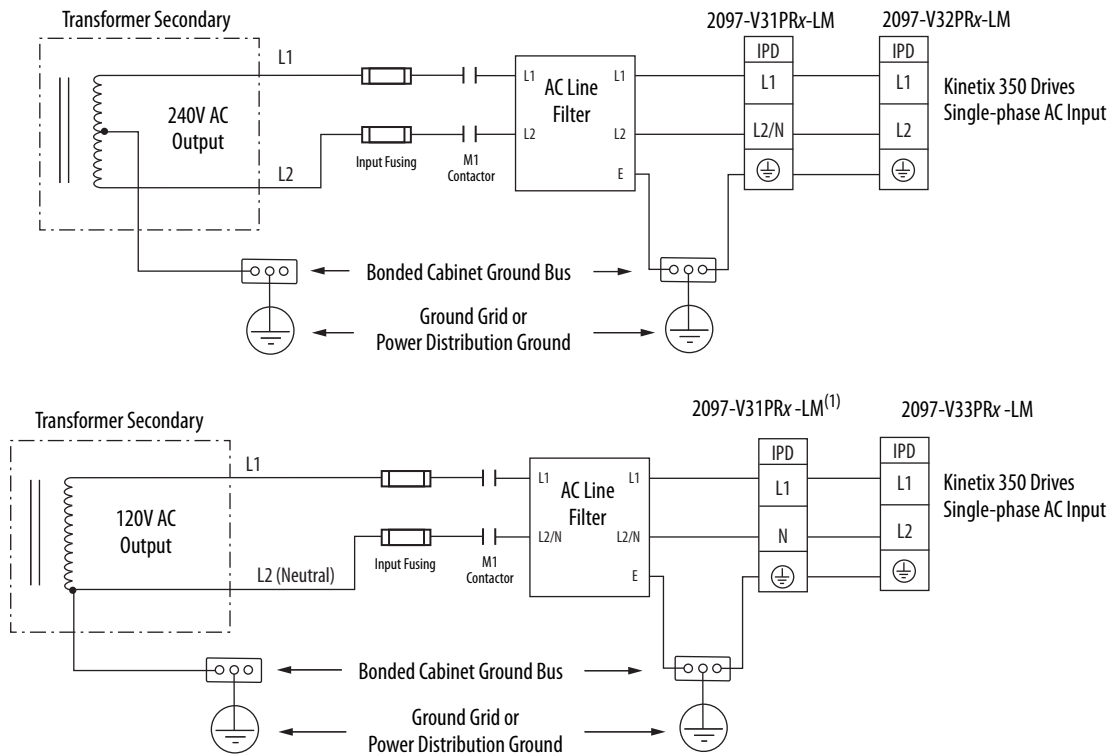 Transformer Secondary
2097-V31PRx-LM
2097-V32PRx-LM
L1
240V AC
Output
L2
Input Fusing
M1
Contactor
L1
L2
AC Line
Filter
L1
L2
E
IPD
L1
L2/N
IPD
L1
L2
Kinetix 350 Drives
Single-phase AC Input
Bonded Cabinet Ground Bus
Ground Grid or
Power Distribution Ground
Transformer Secondary
2097-V31PRx -LM(1)
2097-V33PRx -LM
L1
120V AC
Output
L2 (Neutral)
Input Fusing
M1
Contactor
L1
L2/N
AC Line
Filter
L1
L2/N
E
IPD
L1
N
IPD
L1
L2
Kinetix 350 Drives
Single-phase AC Input
Bonded Cabinet Ground Bus
Ground Grid or
Power Distribution Ground